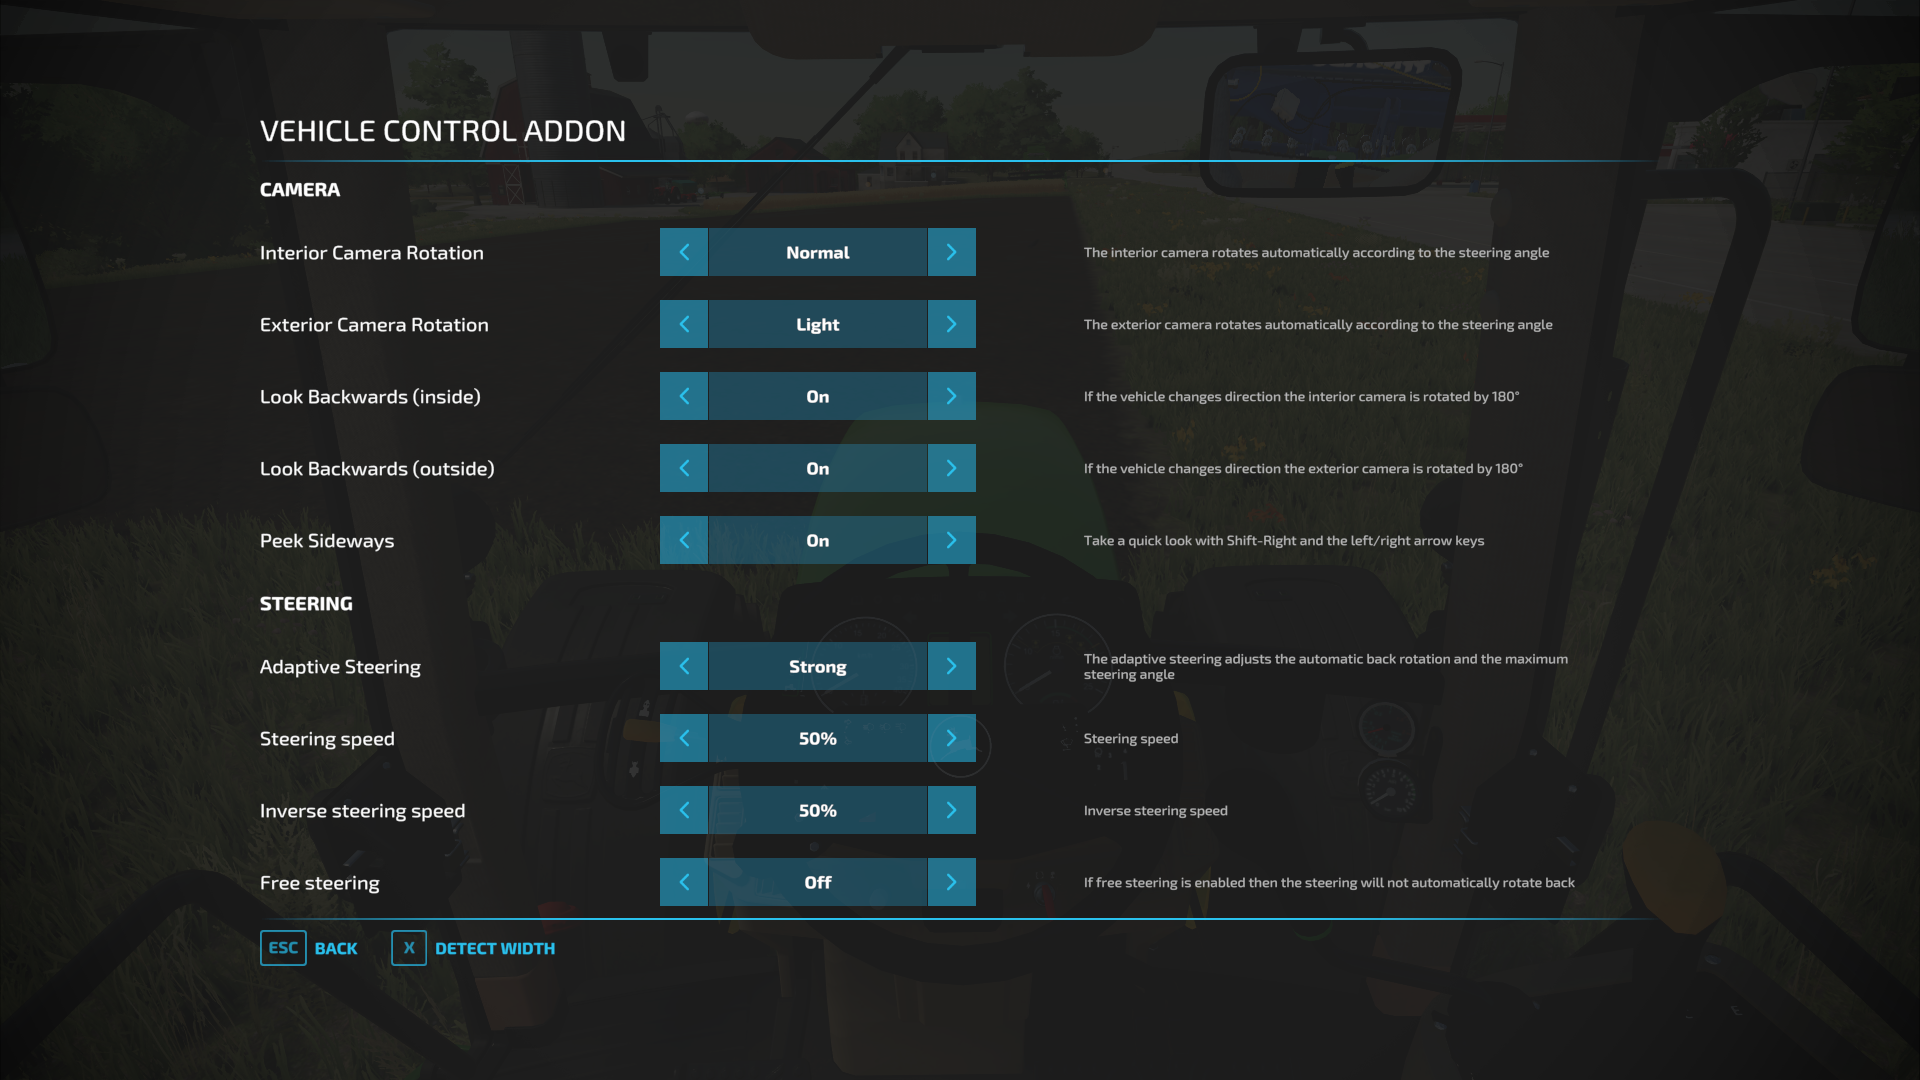 VEHICLE CONTROL ADDON
CAMERA
Interior Camera Rotation
Normal
The interior camera rotates automatically according to the steering angle
Exterior Camera Rotation
Light
The exterior camera rotates automatically according to the steering angle
Look Backwards (inside)
On
If the vehicle changes direction the interior camera is rotated by 180°
Look Backwards (outside)
On
If the vehicle changes direction the exterior camera is rotated by 180°
Peek Sideways
On
Take a quick look with Shift-Right and the left/right arrow keys
STEERING
Adaptive Steering
Strong
The adaptive steering adjusts the automatic back rotation and the maximum
steering angle
Steering speed
50%
Steering speed
Inverse steering speed
50%
Inverse steering speed
Free steering
Off
If free steering is enabled then the steering will not automatically rotate back
ESC BACK
X DETECT WIDTH